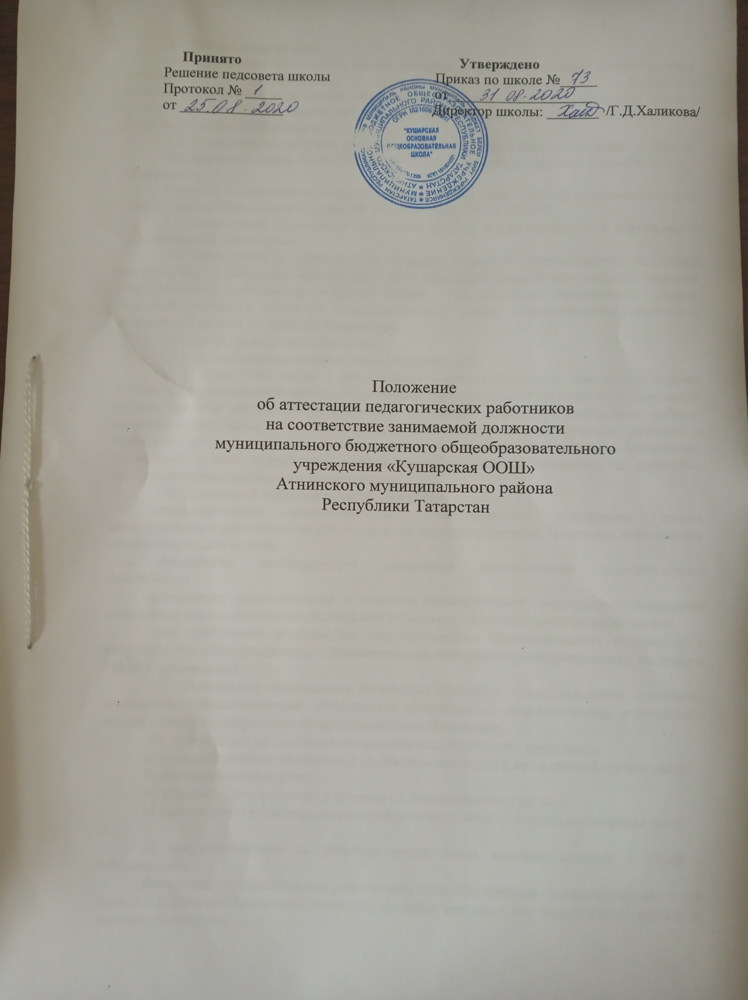 Принято
Решение педсовета школы
Протокол № 1
от 25.08.2020
Утверждено
Приказ по школе № 73
от 31.08.2020
Директор школы: /Г.Д.Халикова/
"КУШАРСКАЯ
ОСНОВНАЯ
ОБЩЕОБРАЗОВАТЕЛЬНАЯ
ШКОЛА"
Положение
об аттестации педагогических работников
на соответствие занимаемой должности
муниципального бюджетного общеобразовательного
учреждения «Кушарская ООШ»
Атнинского муниципального района
Республики Татарстан